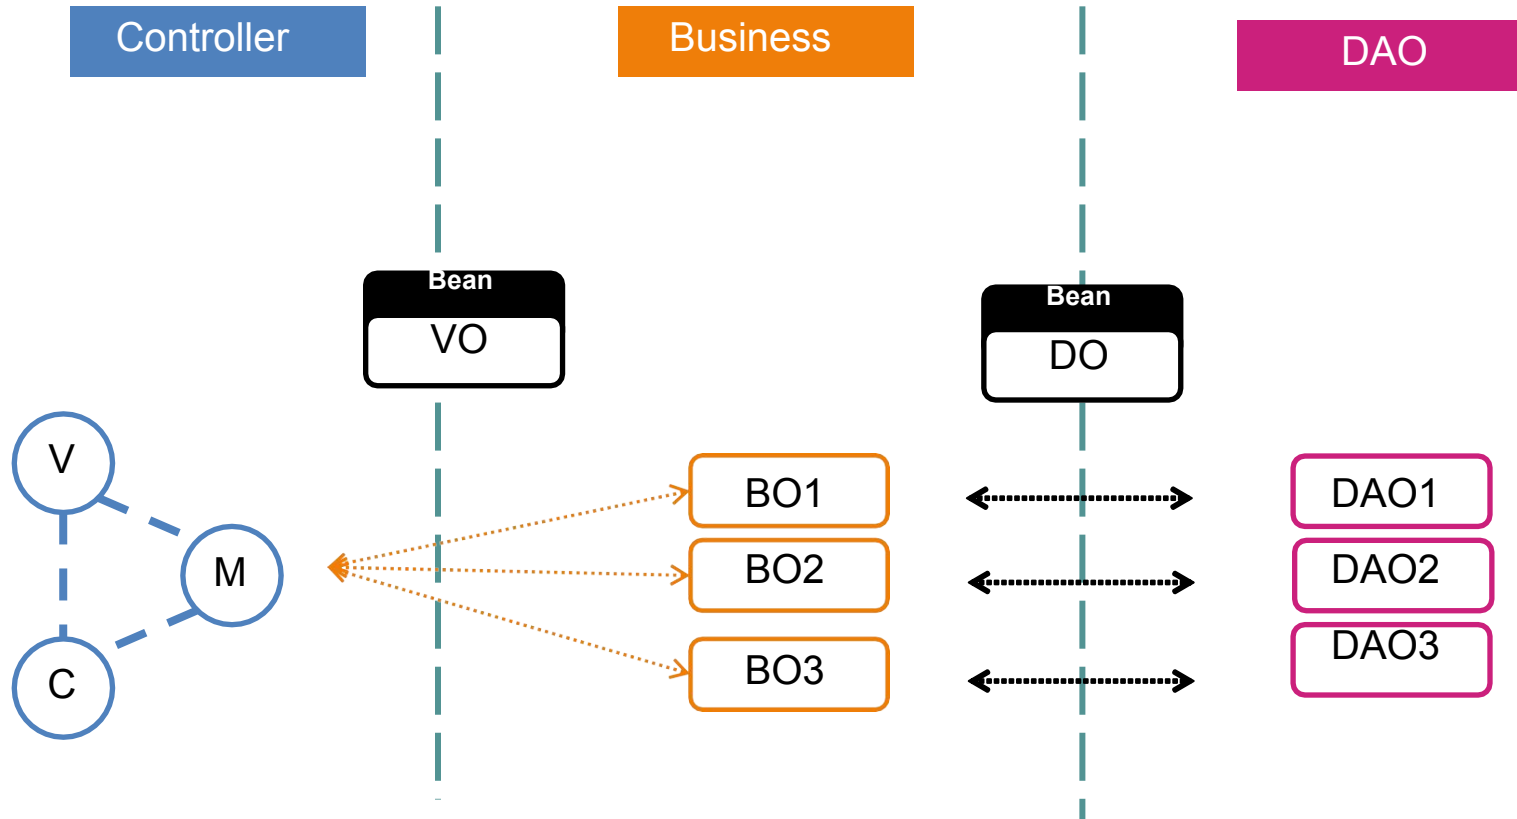 Controller
Business
DAO
Bean
VO
Bean
DO
V
M
C
BO1
BO2
BO3
DAO1
DAO2
DAO3